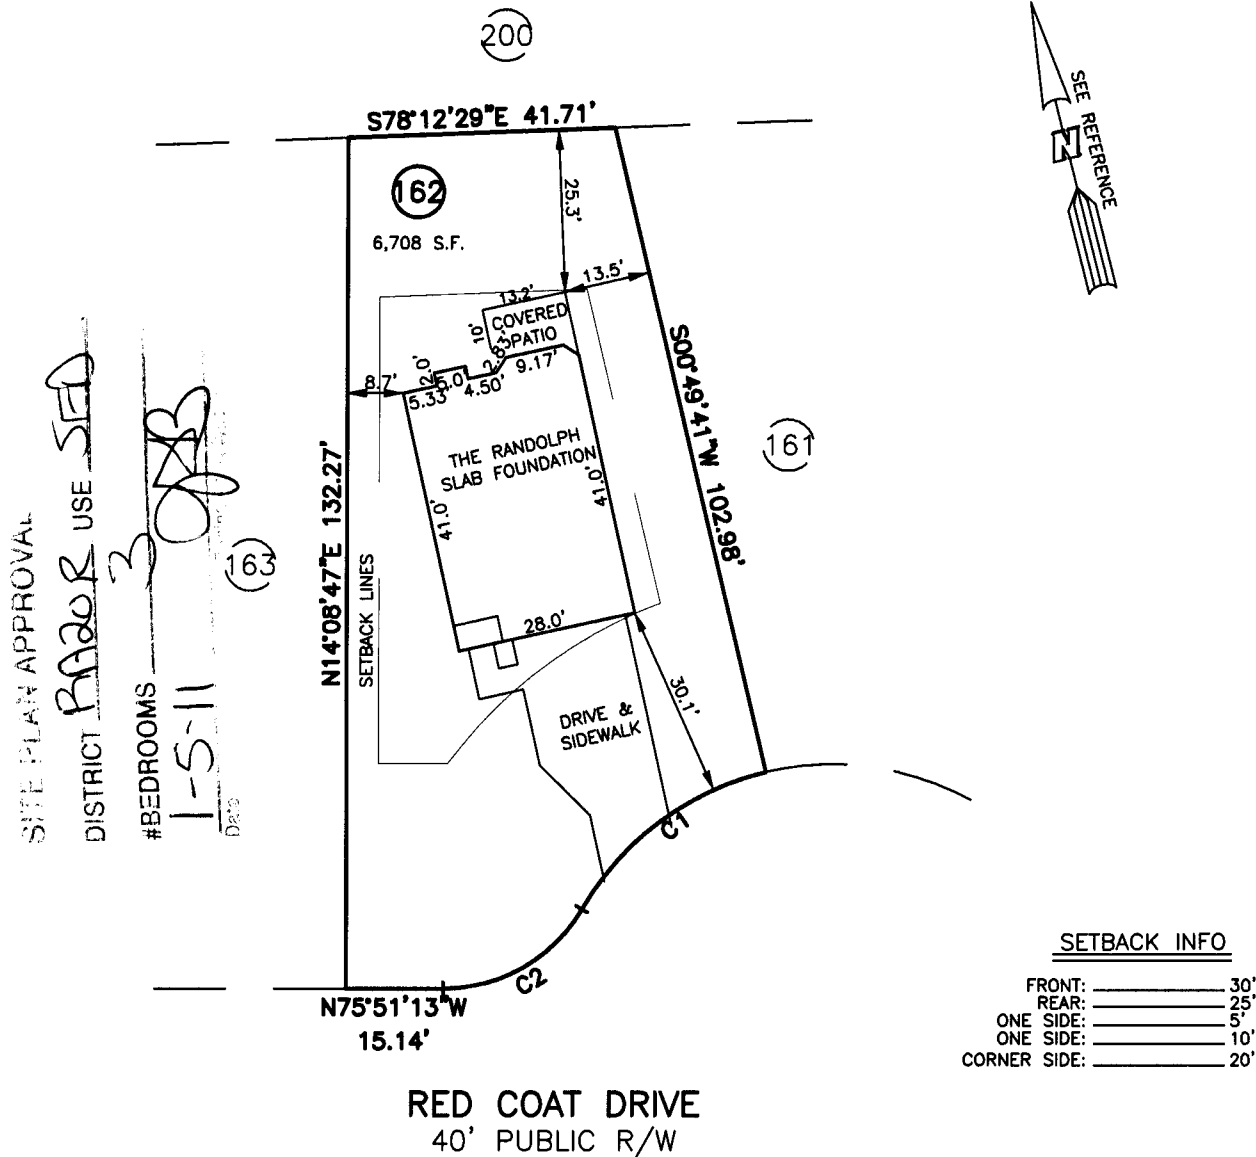 200
S78°12'29"E 41.71'
SEE REFERENCE
N
162
6,708 S.F.
25.3'
13.5'
13.2'
COVERED
PATIO
10'
2.83'
9.17'
8.7'
2.0'
6.0'
4.50'
5.33'
S00°49'41"W 102.98'
161
THE RANDOLPH
SLAB FOUNDATION
41.0'
41.0'
N14°08'47"E 132.27'
SETBACK LINES
163
SITE PLAN APPROVAL
DISTRICT RA20R USE SFD
#BEDROOMS 3
1-5-11
Date
28.0'
30.1'
DRIVE &
SIDEWALK
C1
C2
N75°51'13"W
15.14'
SETBACK INFO
FRONT: 30'
REAR: 25'
ONE SIDE: 5'
ONE SIDE: 10'
CORNER SIDE: 20'
RED COAT DRIVE
40' PUBLIC R/W